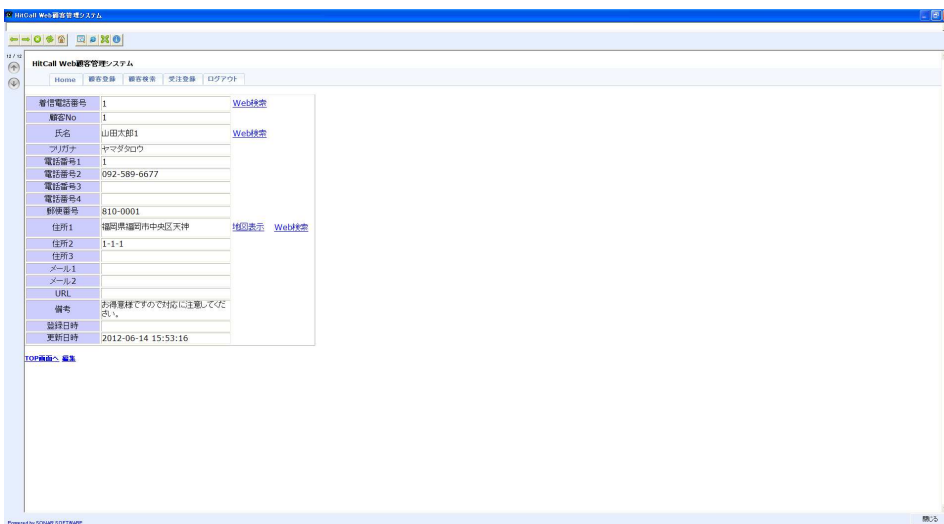 HitCall Web顧客管理システム
12 / 12
HitCall Web顧客管理システム
Home 顧客登録 顧客検索 受注登録 ログアウト
着信電話番号 1 Web検索
顧客No 1
氏名 山田太郎1 Web検索
フリガナ ヤマダタロウ
電話番号1 1
電話番号2 092-589-6677
電話番号3
電話番号4
郵便番号 810-0001
住所1 福岡県福岡市中央区天神 地図表示 Web検索
住所2 1-1-1
住所3
メール1
メール2
URL
備考 お得意様ですので対応に注意してくだ
さい。
登録日時
更新日時 2012-06-14 15:53:16
TOP画面へ 編集
Powered by SONAR SOFTWARE
閉じる